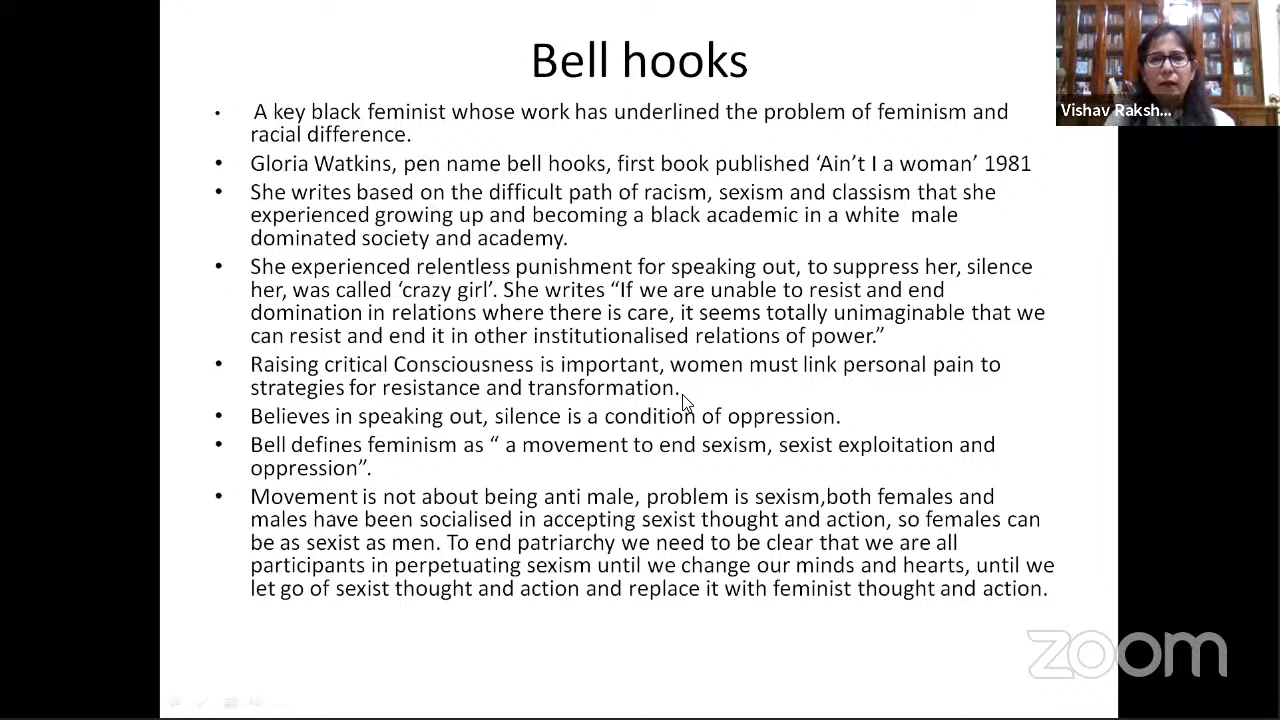 Bell hooks
• A key black feminist whose work has underlined the problem of feminism and
racial difference.
• Gloria Watkins, pen name bell hooks, first book published ‘Ain’t I a woman’ 1981
• She writes based on the difficult path of racism, sexism and classism that she
experienced growing up and becoming a black academic in a white male
dominated society and academy.
• She experienced relentless punishment for speaking out, to suppress her, silence
her, was called ‘crazy girl’. She writes “If we are unable to resist and end
domination in relations where there is care, it seems totally unimaginable that we
can resist and end it in other institutionalised relations of power.”
• Raising critical Consciousness is important, women must link personal pain to
strategies for resistance and transformation.
• Believes in speaking out, silence is a condition of oppression.
• Bell defines feminism as “ a movement to end sexism, sexist exploitation and
oppression”.
• Movement is not about being anti male, problem is sexism,both females and
males have been socialised in accepting sexist thought and action, so females can
be as sexist as men. To end patriarchy we need to be clear that we are all
participants in perpetuating sexism until we change our minds and hearts, until we
let go of sexist thought and action and replace it with feminist thought and action.
Vishav Raksh...
zoom